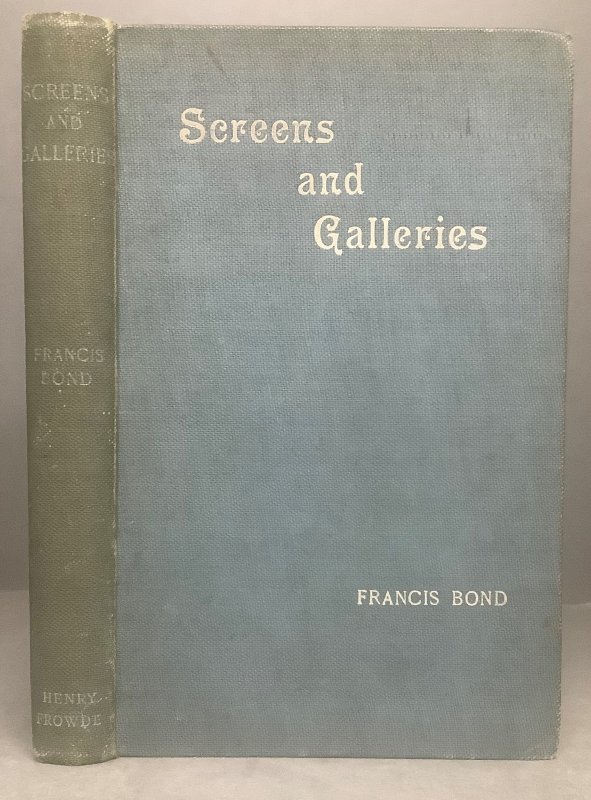 SCREENS
AND
GALLERIES
FRANCIS
BOND
HENRY
FROWDE
Screens
and
Galleries
FRANCIS BOND